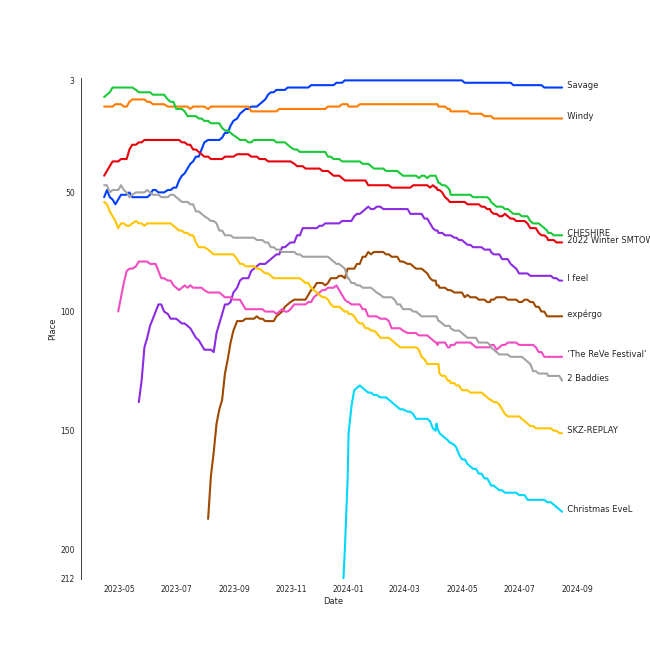 3
50
100
150
200
212
Place
2023-05
2023-07
2023-09
2023-11
2024-01
2024-03
2024-05
2024-07
2024-09
Date
Savage
Windy
CHESHIRE
2022 Winter SMTOW
I feel
expérgo
'The ReVe Festival'
2 Baddies
SKZ-REPLAY
Christmas EveL